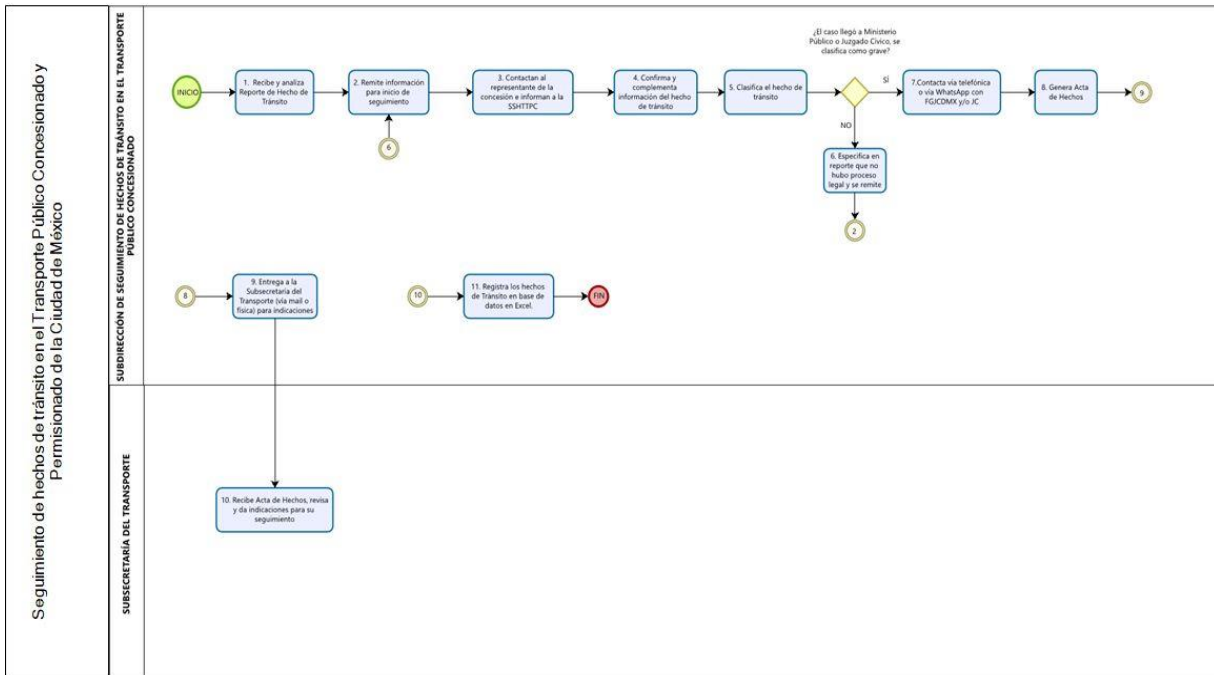 Seguimiento de hechos de tránsito en el Transporte Público Concesionado y
Permisionado de la Ciudad de México
SUBDIRECCIÓN DE SEGUIMIENTO DE HECHOS DE TRÁNSITO EN EL TRANSPORTE
PÚBLICO CONCESIONADO
INICIO
1. Recibe y analiza
Reporte de Hecho de
Tránsito
2. Remite información
para inicio de
seguimiento
6
3. Contactan al
representante de la
concesión e informan a la
SSHTTPC
4. Confirma y
complementa
información del hecho
de tránsito
5. Clasifica el hecho de
tránsito
¿El caso llegó a Ministerio
Público o Juzgado Cívico, se
clasifica como grave?
SÍ
NO
6. Especifica en
reporte que no
hubo proceso
legal y se remite
2
7.Contacta vía telefónica
o vía WhatsApp con
FGJCDMX y/o JC
8. Genera Acta
de Hechos
9
8
9. Entrega a la
Subsecretaría del
Transporte (vía mail o
física) para indicaciones
10
11. Registra los hechos
de Tránsito en base de
datos en Excel.
FIN
SUBSECRETARÍA DEL TRANSPORTE
10. Recibe Acta de Hechos, revisa
y da indicaciones para su
seguimiento